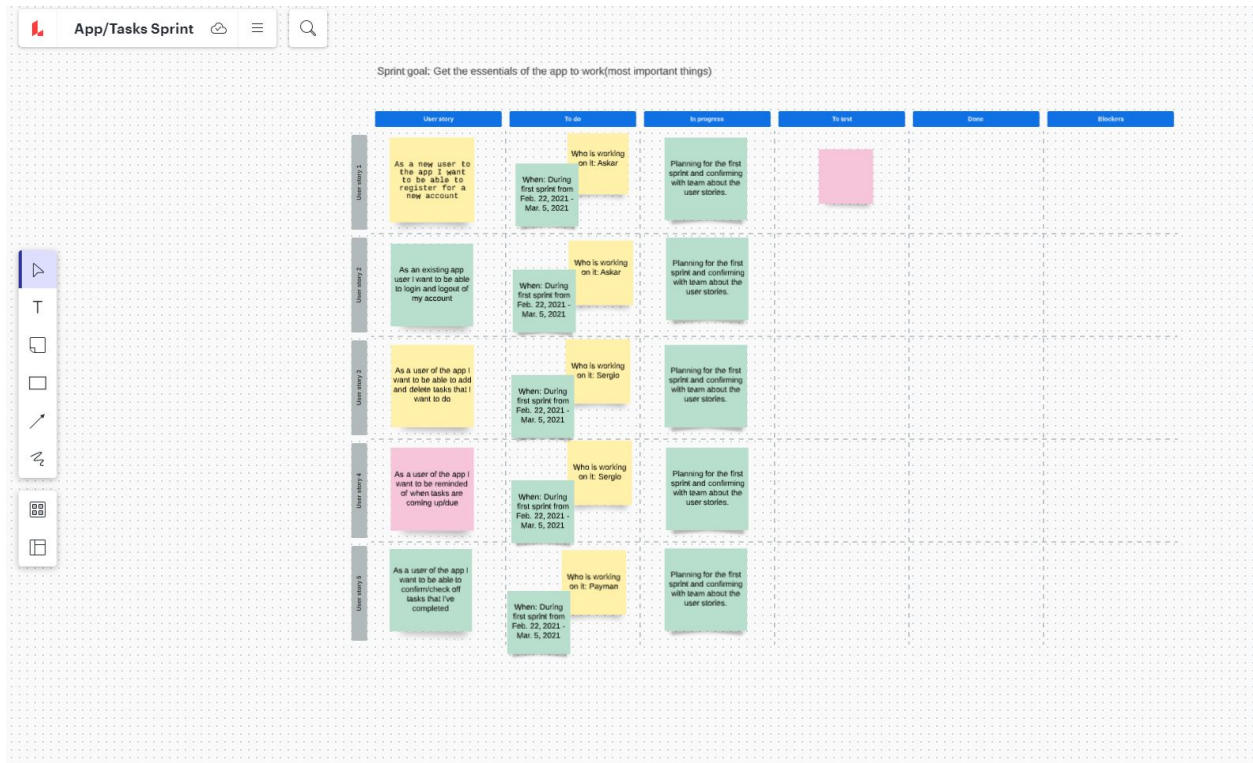 App/Tasks Sprint
Sprint goal: Get the essentials of the app to work(most important things)
User story
To do
In progress
To test
Done
Blockers
User story 1
As a new user to
the app I want
to be able to
register for a
new account
Who is working
on it: Askar
When: During
first sprint from
Feb. 22, 2021 -
Mar. 5, 2021
Planning for the first
sprint and confirming
with team about the
user stories.
User story 2
As an existing app
user I want to be able
to login and logout of
my account
Who is working
on it: Askar
When: During
first sprint from
Feb. 22, 2021 -
Mar. 5, 2021
Planning for the first
sprint and confirming
with team about the
user stories.
User story 3
As a user of the app I
want to be able to add
and delete tasks that I
want to do
Who is working
on it: Sergio
When: During
first sprint from
Feb. 22, 2021 -
Mar. 5, 2021
Planning for the first
sprint and confirming
with team about the
user stories.
User story 4
As a user of the app I
want to be reminded
of when tasks are
coming up/due
Who is working
on it: Sergio
When: During
first sprint from
Feb. 22, 2021 -
Mar. 5, 2021
Planning for the first
sprint and confirming
with team about the
user stories.
User story 5
As a user of the app I
want to be able to
confirm/check off
tasks that I've
completed
Who is working
on it: Payman
When: During
first sprint from
Feb. 22, 2021 -
Mar. 5, 2021
Planning for the first
sprint and confirming
with team about the
user stories.